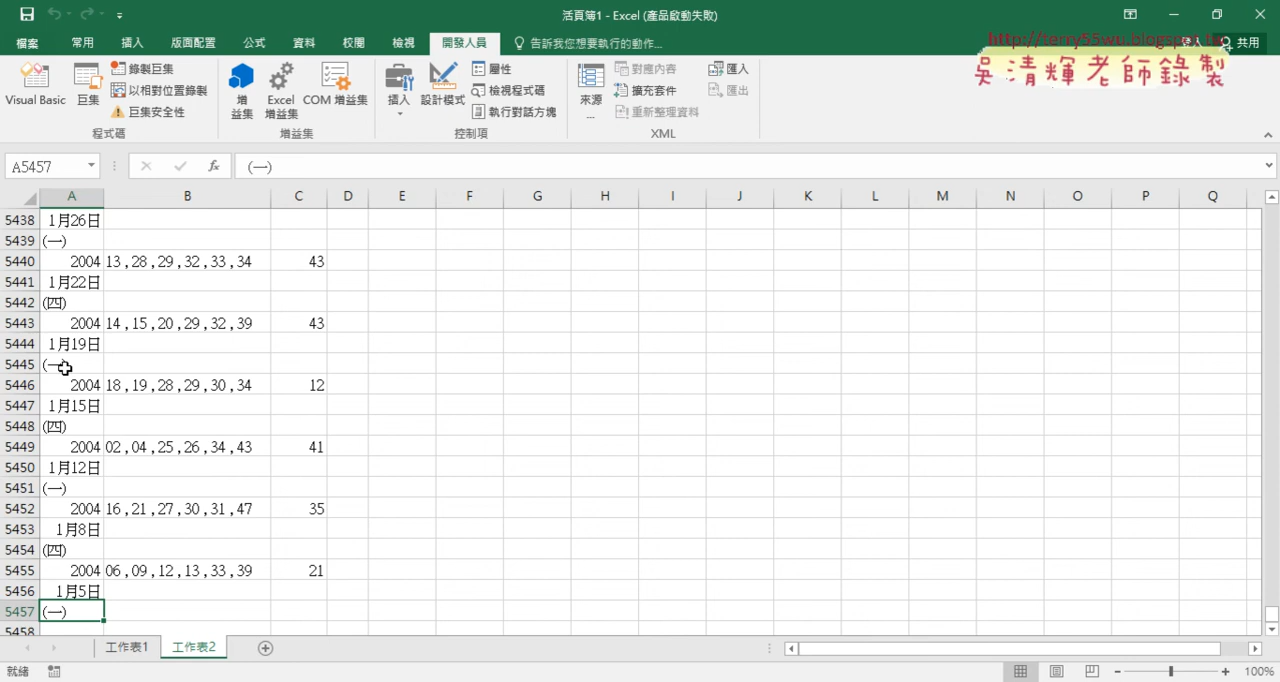 活頁簿1 - Excel (產品啟動失敗)
檔案 常用 插入 版面配置 公式 資料 校閱 檢視 開發人員 告訴我您想要執行的動作... 登入 共用
http://terry55wu.blogspot.tw
吳清輝老師錄製
Visual Basic 巨集 錄製巨集 以相對位置錄製 巨集安全性
增益集 Excel 增益集 COM 增益集
插入 設計模式 屬性 檢視程式碼 執行對話方塊
來源... 對應內容 擴充套件 重新整理資料 匯入 匯出
程式碼 增益集 控制項 XML
A5457 fx (一)
A B C D E F G H I J K L M N O P Q
5438 1月26日
5439 (一)
5440 2004 13 ,28 ,29 ,32 ,33 ,34 43
5441 1月22日
5442 (四)
5443 2004 14 ,15 ,20 ,29 ,32 ,39 43
5444 1月19日
5445 (一)
5446 2004 18 ,19 ,28 ,29 ,30 ,34 12
5447 1月15日
5448 (四)
5449 2004 02 ,04 ,25 ,26 ,34 ,43 41
5450 1月12日
5451 (一)
5452 2004 16 ,21 ,27 ,30 ,31 ,47 35
5453 1月8日
5454 (四)
5455 2004 06 ,09 ,12 ,13 ,33 ,39 21
5456 1月5日
5457 (一)
5458
工作表1 工作表2
就緒 100%